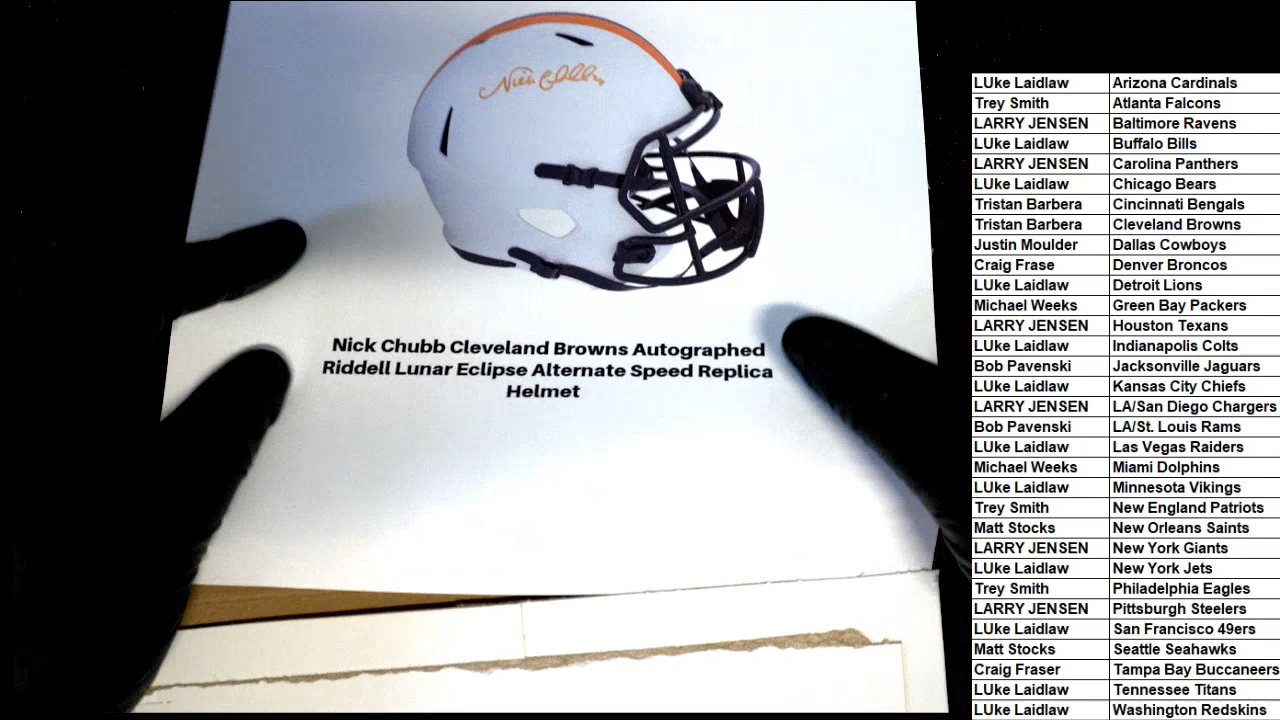 Nick Chubb
Nick Chubb Cleveland Browns Autographed
Riddell Lunar Eclipse Alternate Speed Replica
Helmet
LUke Laidlaw Arizona Cardinals
Trey Smith Atlanta Falcons
LARRY JENSEN Baltimore Ravens
LUke Laidlaw Buffalo Bills
LARRY JENSEN Carolina Panthers
LUke Laidlaw Chicago Bears
Tristan Barbera Cincinnati Bengals
Tristan Barbera Cleveland Browns
Justin Moulder Dallas Cowboys
Craig Frase Denver Broncos
LUke Laidlaw Detroit Lions
Michael Weeks Green Bay Packers
LARRY JENSEN Houston Texans
LUke Laidlaw Indianapolis Colts
Bob Pavenski Jacksonville Jaguars
LUke Laidlaw Kansas City Chiefs
LARRY JENSEN LA/San Diego Chargers
Bob Pavenski LA/St. Louis Rams
LUke Laidlaw Las Vegas Raiders
Michael Weeks Miami Dolphins
LUke Laidlaw Minnesota Vikings
Trey Smith New England Patriots
Matt Stocks New Orleans Saints
LARRY JENSEN New York Giants
LUke Laidlaw New York Jets
Trey Smith Philadelphia Eagles
LARRY JENSEN Pittsburgh Steelers
LUke Laidlaw San Francisco 49ers
Matt Stocks Seattle Seahawks
Craig Fraser Tampa Bay Buccaneers
LUke Laidlaw Tennessee Titans
LUke Laidlaw Washington Redskins